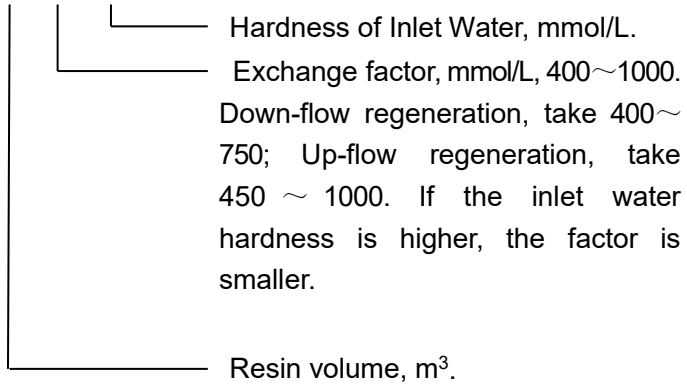 Hardness of Inlet Water, mmol/L.
Exchange factor, mmol/L, 400～1000.
Down-flow regeneration, take 400～
750; Up-flow regeneration, take
450 ～ 1000. If the inlet water
hardness is higher, the factor is
smaller.
Resin volume, m³.